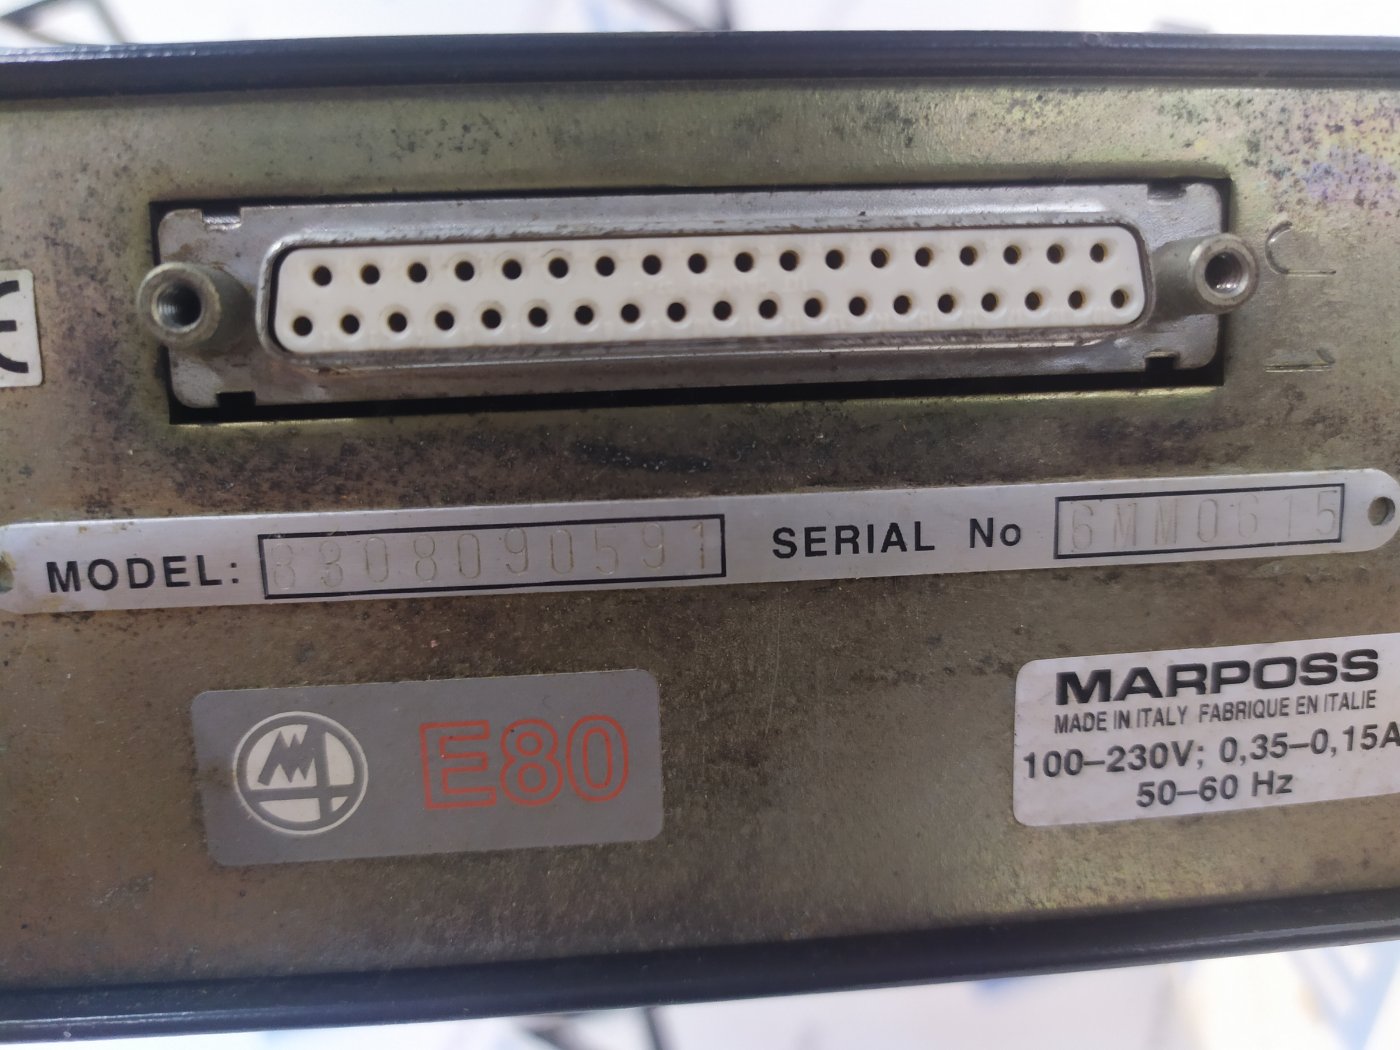 MODEL: 8308090591 SERIAL No 6MM0615
E80
MARPOSS
MADE IN ITALY FABRIQUE EN ITALIE
100–230V; 0,35–0,15A
50–60 Hz